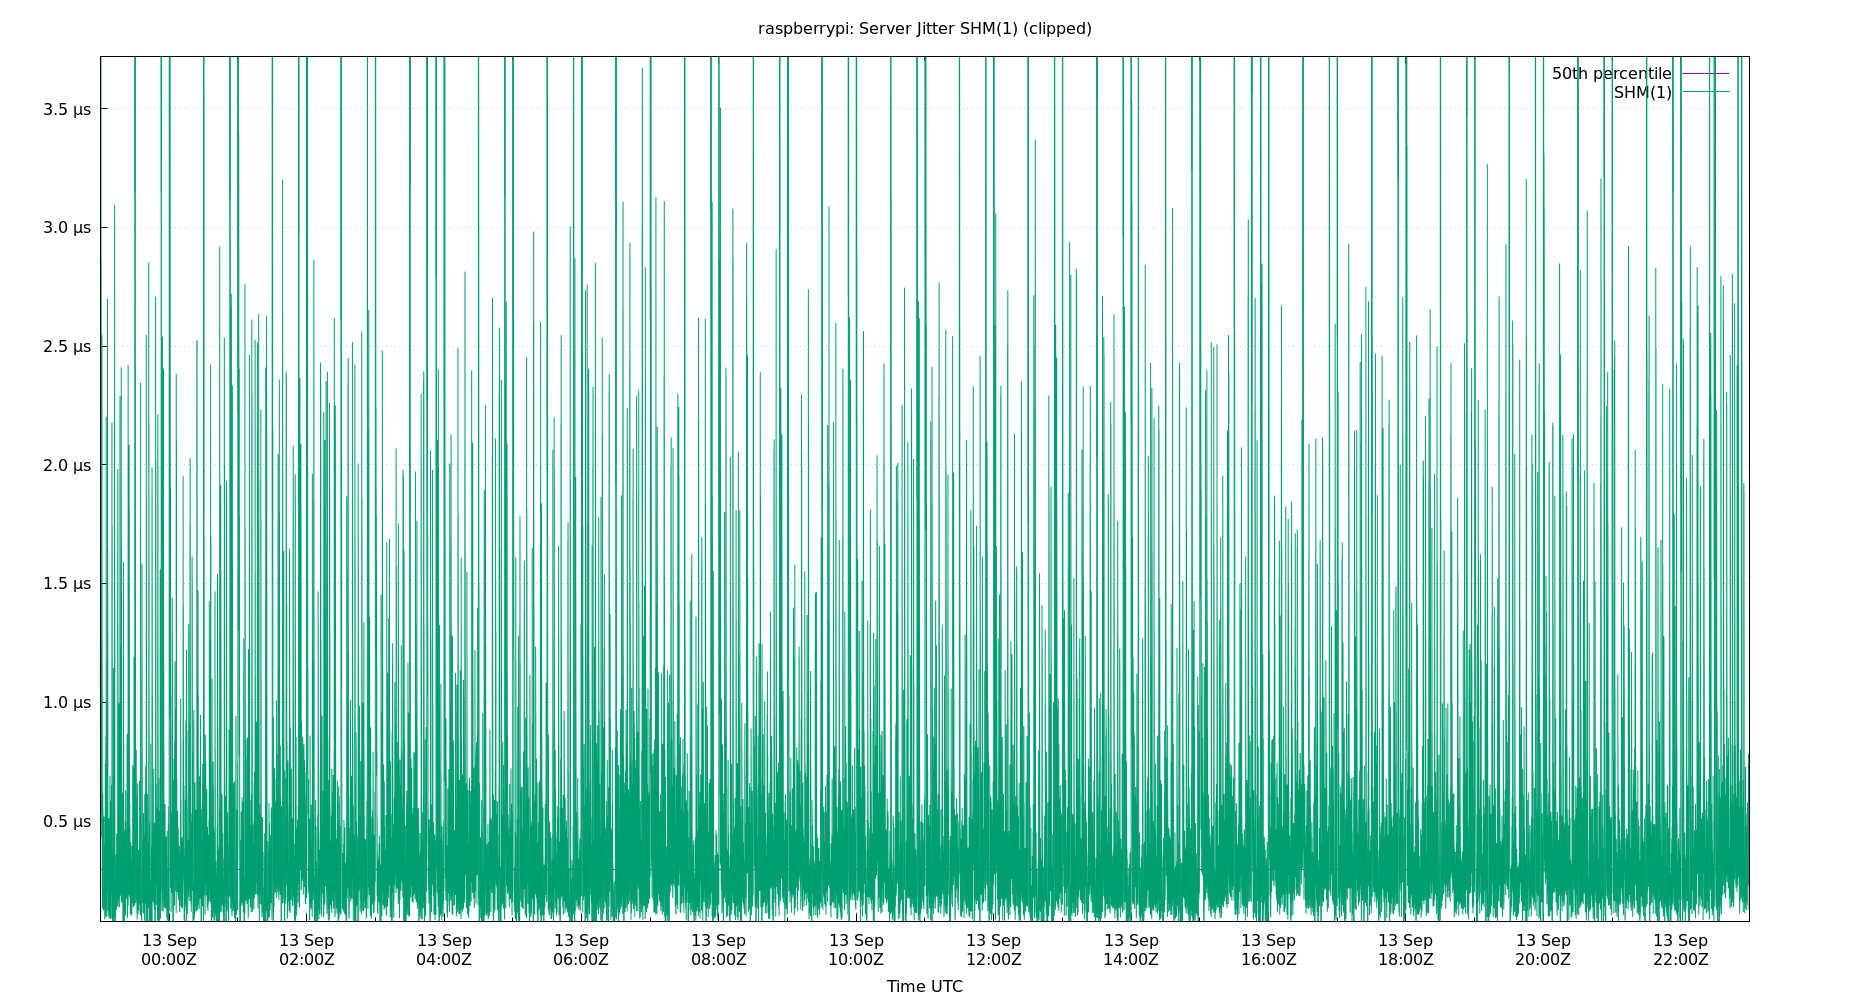 raspberrypi: Server Jitter SHM(1) (clipped)
50th percentile
SHM(1)
3.5 µs
3.0 µs
2.5 µs
2.0 µs
1.5 µs
1.0 µs
0.5 µs
13 Sep 13 Sep 13 Sep 13 Sep 13 Sep 13 Sep 13 Sep 13 Sep 13 Sep 13 Sep 13 Sep 13 Sep
00:00Z 02:00Z 04:00Z 06:00Z 08:00Z 10:00Z 12:00Z 14:00Z 16:00Z 18:00Z 20:00Z 22:00Z
Time UTC